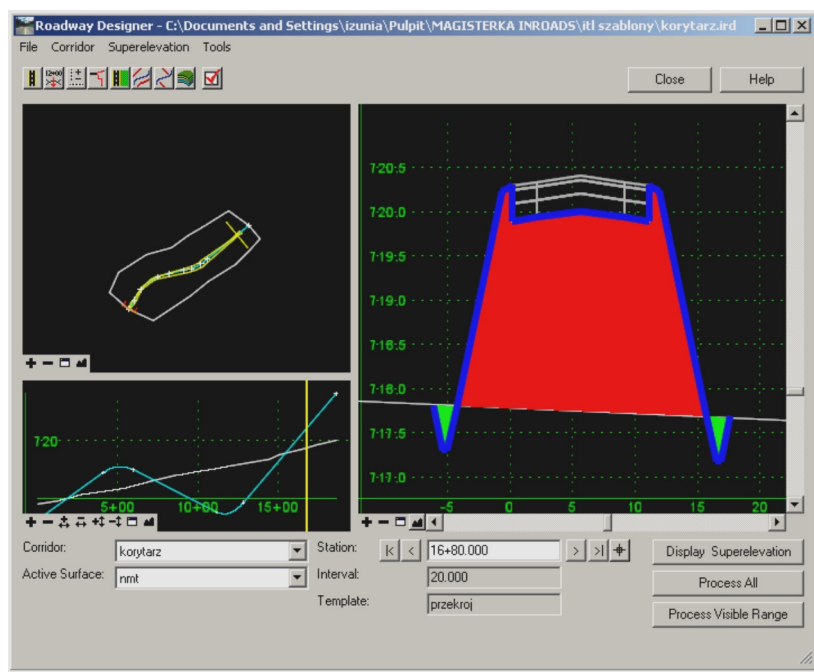 Roadway Designer - C:\Documents and Settings\izunia\Pulpit\MAGISTERKA INROADS\itl szablony\korytarz.ird
File Corridor Superelevation Tools
Close Help
720.5
720.0
719.5
719.0
718.5
718.0
717.5
717.0
-5 0 5 10 15 20
720
5+00 10+00 15+00
Corridor: korytarz
Active Surface: nmt
Station: 16+80.000
Interval: 20.000
Template: przekroj
Display Superelevation
Process All
Process Visible Range